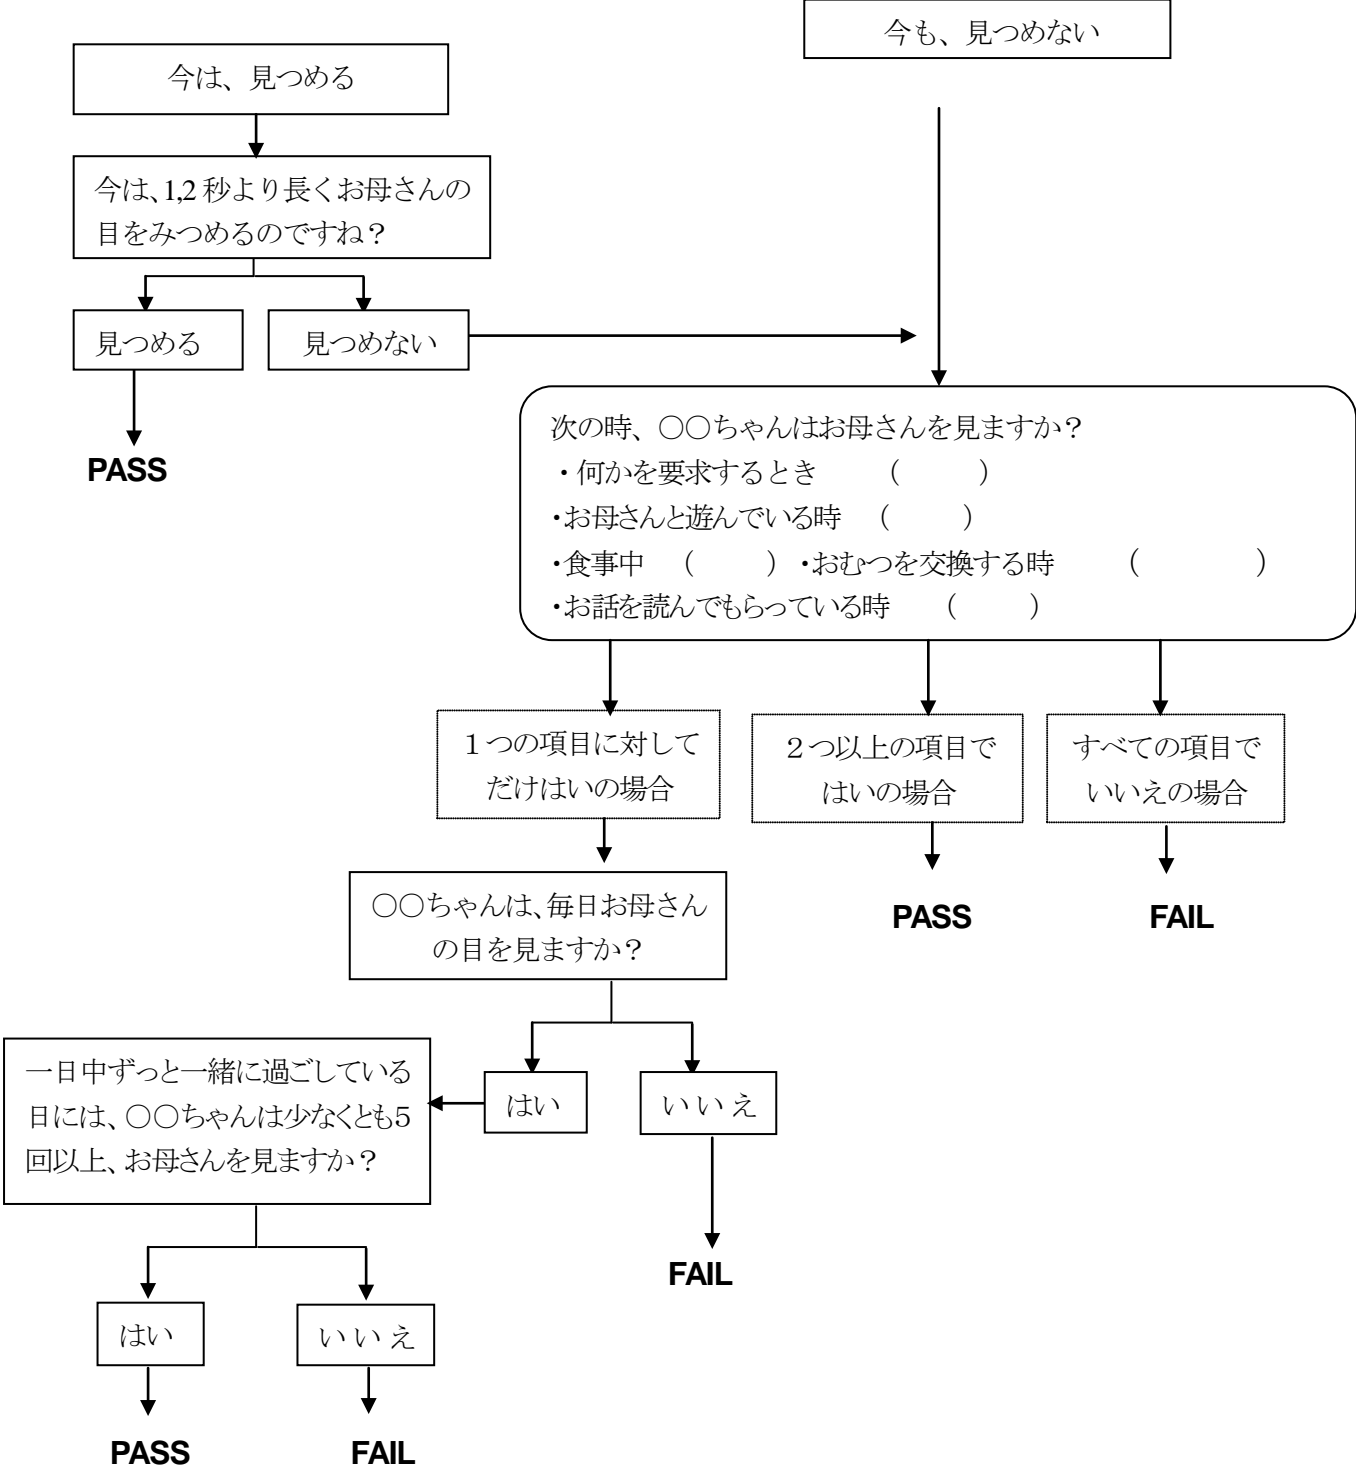 今も、見つめない
今は、見つめる
今は、1,2 秒より長くお母さんの
目をみつめるのですね？
見つめる
見つめない
PASS
次の時、〇〇ちゃんはお母さんを見ますか？
・何かを要求するとき （ ）
・お母さんと遊んでいる時 （ ）
・食事中 （ ） ・おむつを交換する時 （ ）
・お話を読んでもらっている時 （ ）
１つの項目に対して
だけはいの場合
２つ以上の項目で
はいの場合
すべての項目で
いいえの場合
PASS
FAIL
〇〇ちゃんは、毎日お母さん
の目を見ますか？
はい
いいえ
FAIL
一日中ずっと一緒に過ごしている
日には、〇〇ちゃんは少なくとも5
回以上、お母さんを見ますか？
はい
いいえ
PASS
FAIL